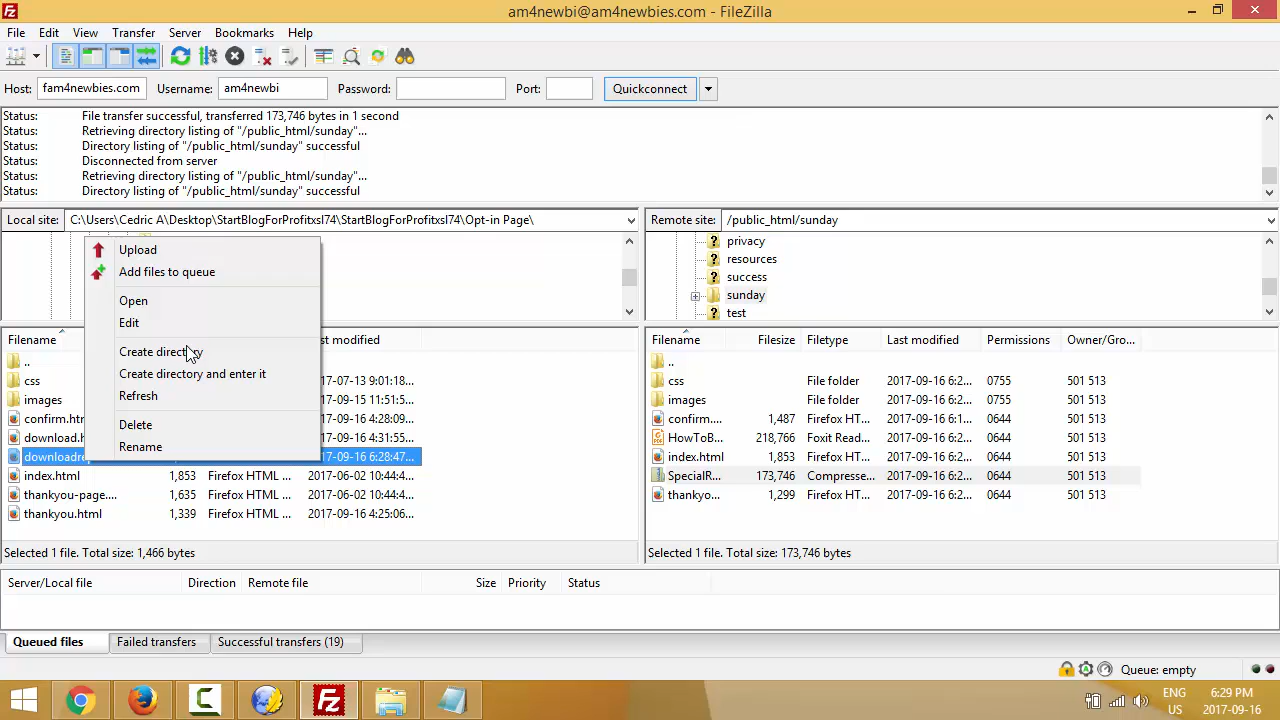 am4newbi@am4newbies.com - FileZilla
File Edit View Transfer Server Bookmarks Help
Host: fam4newbies.com Username: am4newbi Password: Port: Quickconnect
Status: File transfer successful, transferred 173,746 bytes in 1 second
Status: Retrieving directory listing of "/public_html/sunday"...
Status: Directory listing of "/public_html/sunday" successful
Status: Disconnected from server
Status: Retrieving directory listing of "/public_html/sunday"...
Status: Directory listing of "/public_html/sunday" successful
Local site: C:\Users\Cedric A\Desktop\StartBlogForProfitxsl74\StartBlogForProfitxsl74\Opt-in Page\
Remote site: /public_html/sunday
privacy
resources
success
sunday
test
Upload
Add files to queue
Open
Edit
Create directory
Create directory and enter it
Refresh
Delete
Rename
Filename st modified
..
css 2017-07-13 9:01:18...
images 2017-09-15 11:51:5...
confirm.htm 2017-09-16 4:28:09...
download.h 2017-09-16 4:31:55...
downloadre 2017-09-16 6:28:47...
index.html 1,853 Firefox HTML ... 2017-06-02 10:44:4...
thankyou-page.... 1,635 Firefox HTML ... 2017-09-16 10:44:4...
thankyou.html 1,339 Firefox HTML ... 2017-09-16 4:25:06...
Selected 1 file. Total size: 1,466 bytes
Filename Filesize Filetype Last modified Permissions Owner/Gro...
..
css File folder 2017-09-16 6:2... 0755 501 513
images File folder 2017-09-16 6:2... 0755 501 513
confirm.... 1,487 Firefox HT... 2017-09-16 6:1... 0644 501 513
HowToB... 218,766 Foxit Read... 2017-09-16 6:2... 0644 501 513
index.html 1,853 Firefox HT... 2017-09-16 6:2... 0644 501 513
SpecialR... 173,746 Compresse... 2017-09-16 6:2... 0644 501 513
thankyo... 1,299 Firefox HT... 2017-09-16 6:2... 0644 501 513
Selected 1 file. Total size: 173,746 bytes
Server/Local file Direction Remote file Size Priority Status
Queued files Failed transfers Successful transfers (19)
Queue: empty
ENG
US
6:29 PM
2017-09-16